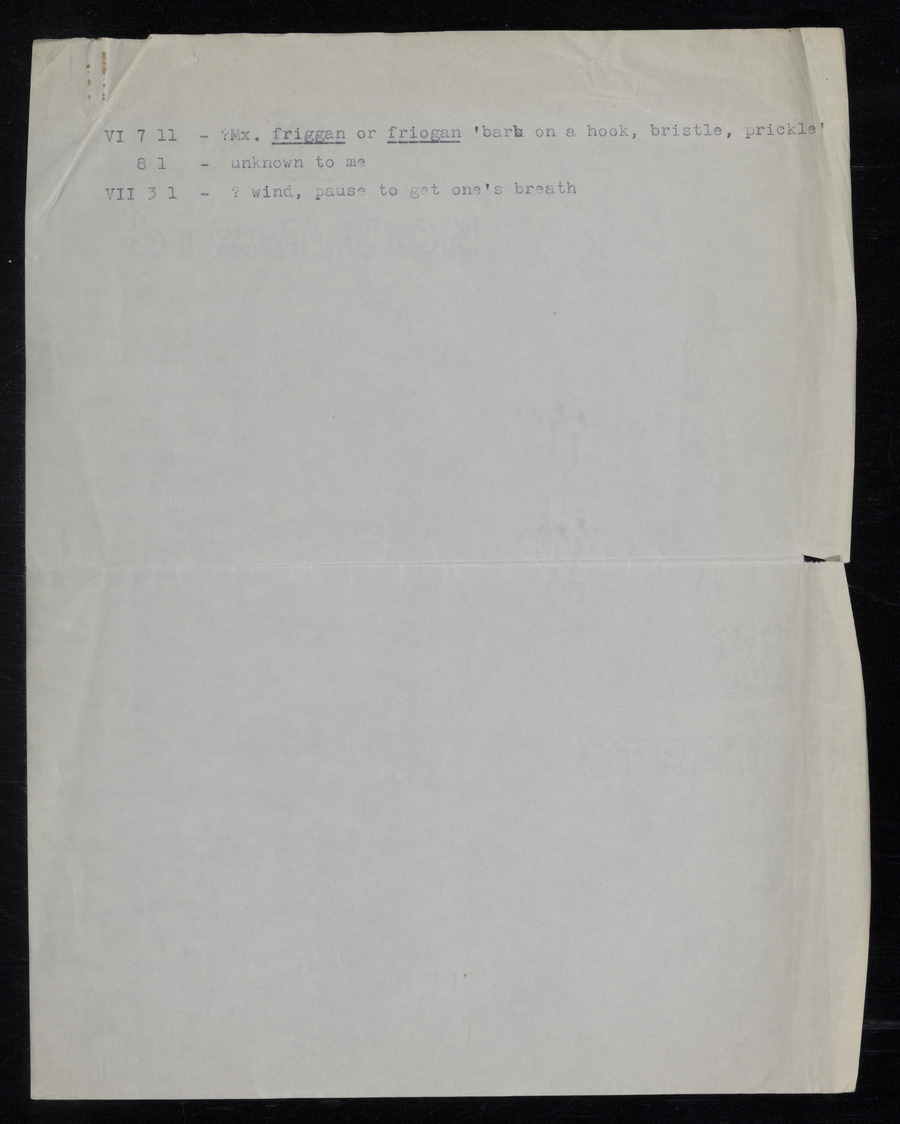 VI 7 11 - ?Mx. friggan or friogan 'barb on a hook, bristle, prickle'
8 1 - unknown to me
VII 3 1 - ? wind, pause to get one's breath